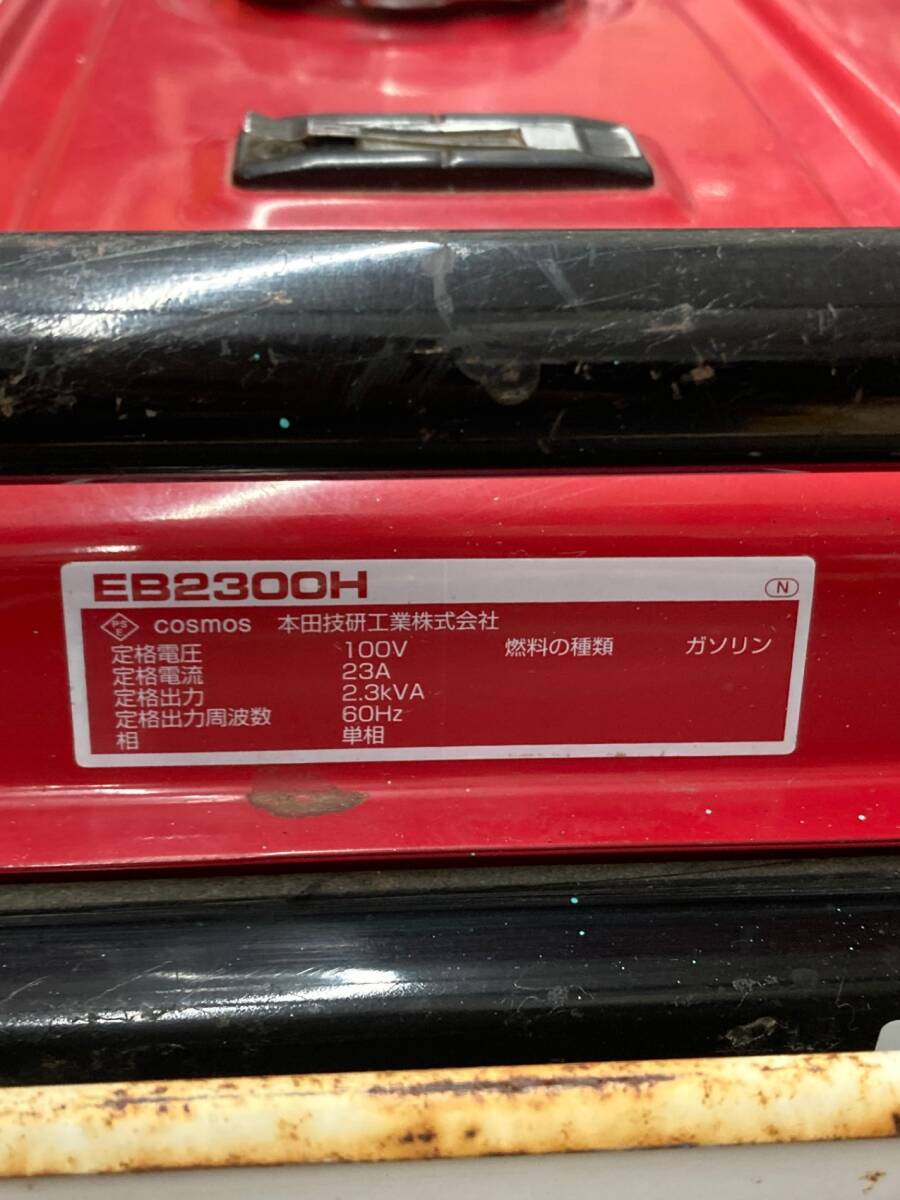 EB2300H
N
PS E cosmos 本田技研工業株式会社
定格電圧 100V 燃料の種類 ガソリン
定格電流 23A
定格出力 2.3kVA
定格出力周波数 60Hz
相 単相